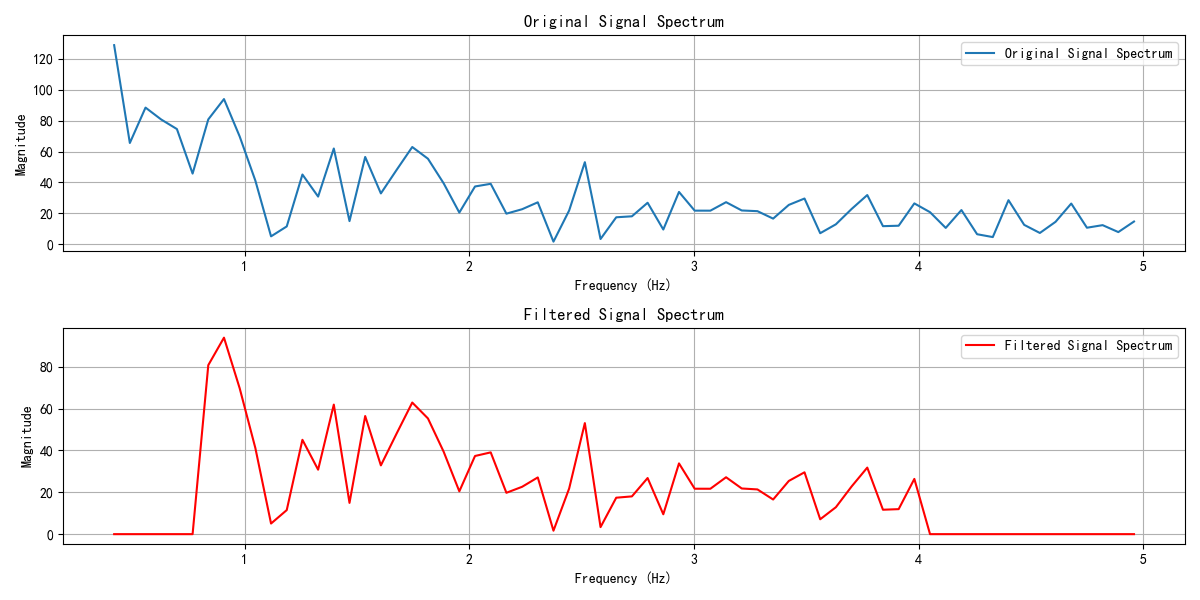 Original Signal Spectrum
Original Signal Spectrum
Magnitude
120
100
80
60
40
20
0
1
2
3
4
5
Frequency (Hz)
Filtered Signal Spectrum
Filtered Signal Spectrum
Magnitude
80
60
40
20
0
1
2
3
4
5
Frequency (Hz)